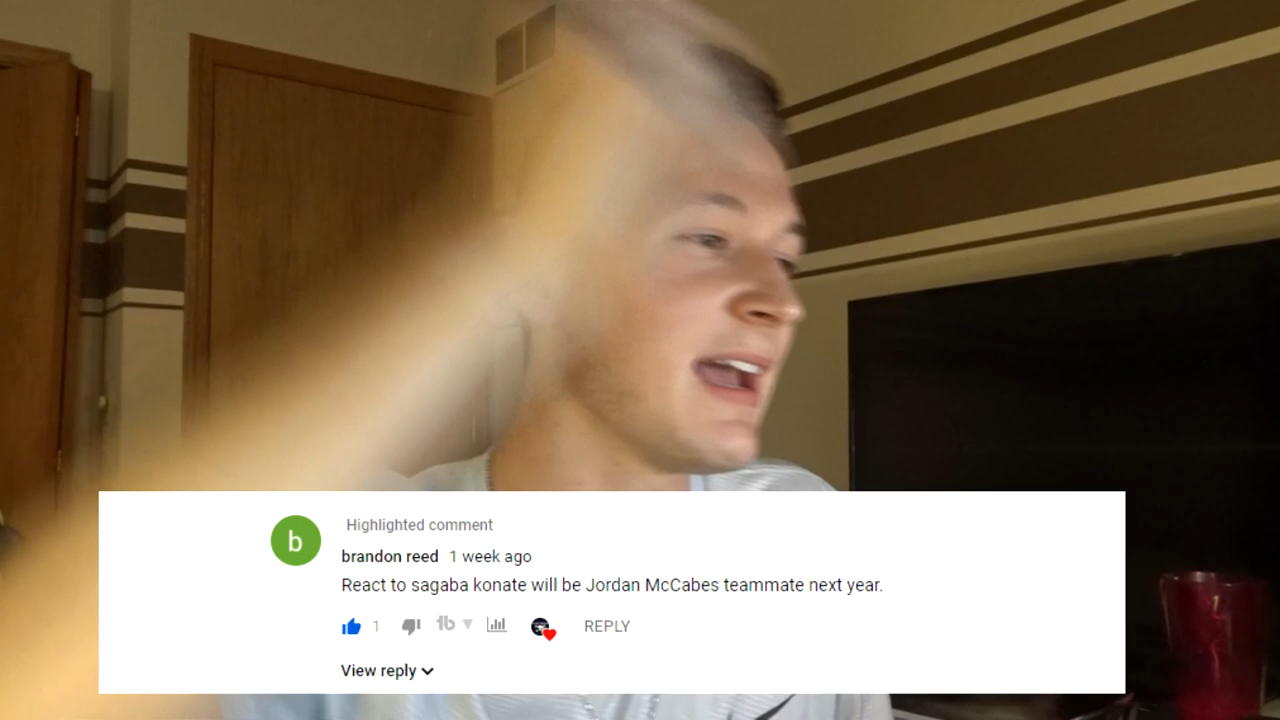 Highlighted comment
b
brandon reed 1 week ago
React to sagaba konate will be Jordan McCabes teammate next year.
1 REPLY
View reply